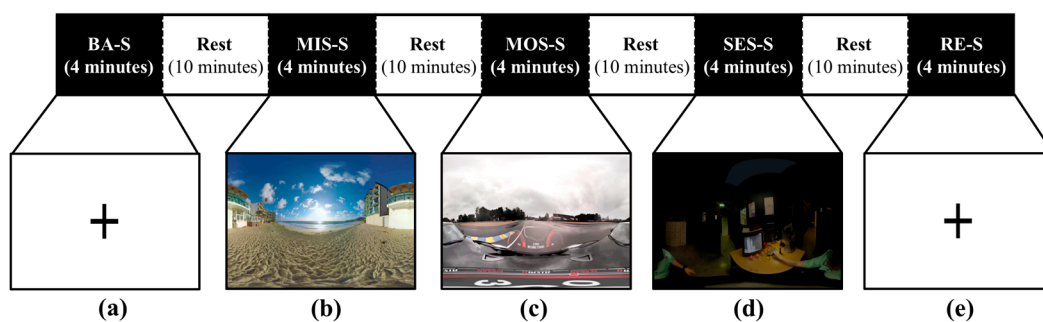 BA-S
(4 minutes)
Rest
(10 minutes)
MIS-S
(4 minutes)
Rest
(10 minutes)
MOS-S
(4 minutes)
Rest
(10 minutes)
SES-S
(4 minutes)
Rest
(10 minutes)
RE-S
(4 minutes)
(a)
(b)
(c)
(d)
(e)